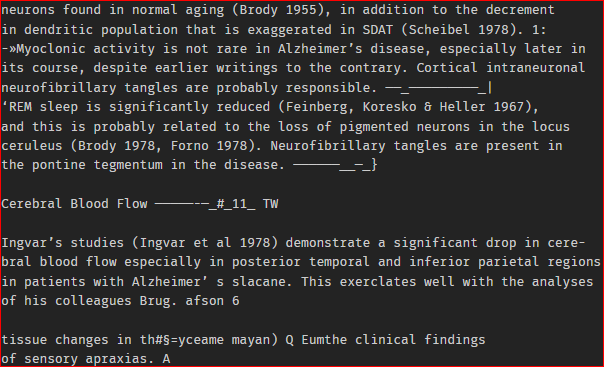 neurons found in normal aging (Brody 1955), in addition to the decrement
in dendritic population that is exaggerated in SDAT (Scheibel 1978). 1:
-»Myoclonic activity is not rare in Alzheimer’s disease, especially later in
its course, despite earlier writings to the contrary. Cortical intraneuronal
neurofibrillary tangles are probably responsible. ——_—————————_|
‘REM sleep is significantly reduced (Feinberg, Koresko & Heller 1967),
and this is probably related to the loss of pigmented neurons in the locus
ceruleus (Brody 1978, Forno 1978). Neurofibrillary tangles are present in
the pontine tegmentum in the disease. ——————__—_}
Cerebral Blood Flow —————-—_#_11_ TW
Ingvar’s studies (Ingvar et al 1978) demonstrate a significant drop in cere-
bral blood flow especially in posterior temporal and inferior parietal regions
in patients with Alzheimer’ s slacane. This exerclates well with the analyses
of his colleagues Brug. afson 6
tissue changes in th#§=yceame mayan) Q Eumthe clinical findings
of sensory apraxias. A